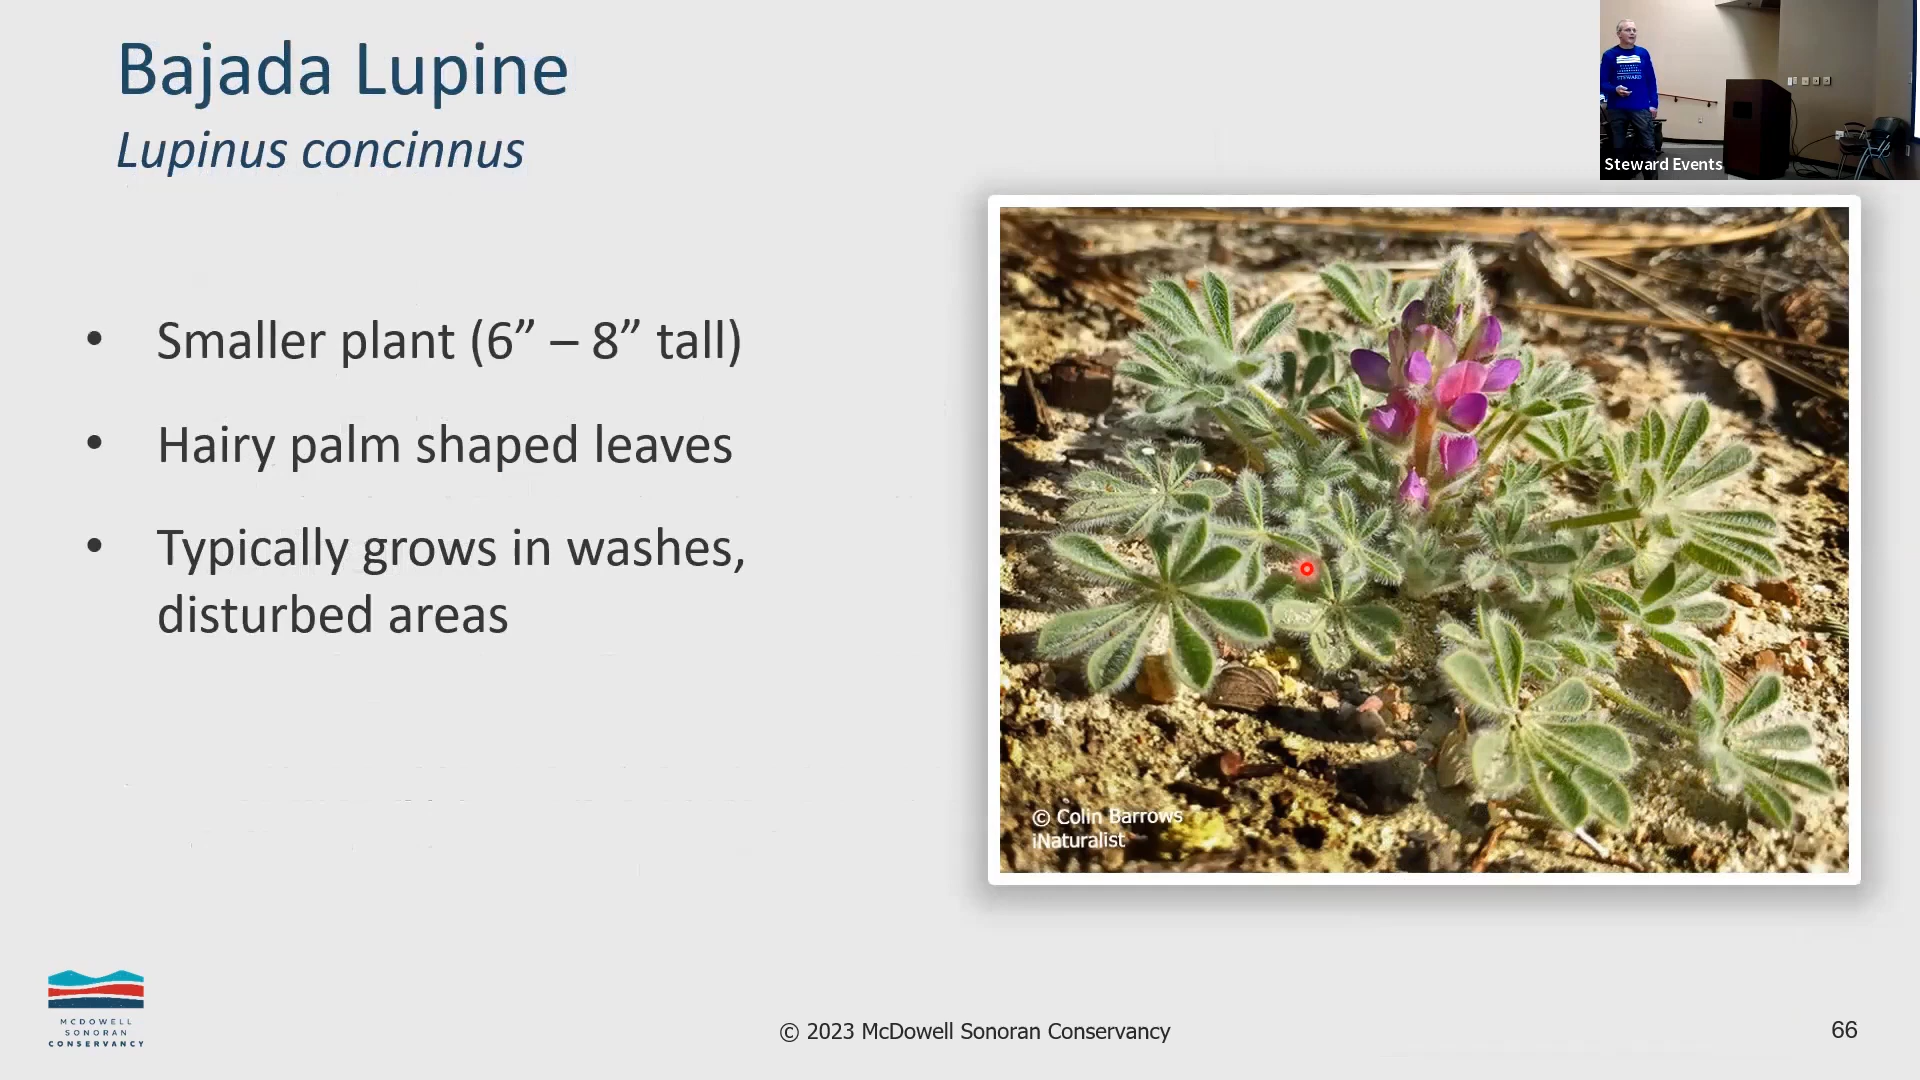 Bajada Lupine
Lupinus concinnus
Steward Events
• Smaller plant (6” – 8” tall)
• Hairy palm shaped leaves
• Typically grows in washes,
disturbed areas
© Colin Barrows
iNaturalist
MCDOWELL
SONORAN
CONSERVANCY
© 2023 McDowell Sonoran Conservancy
66